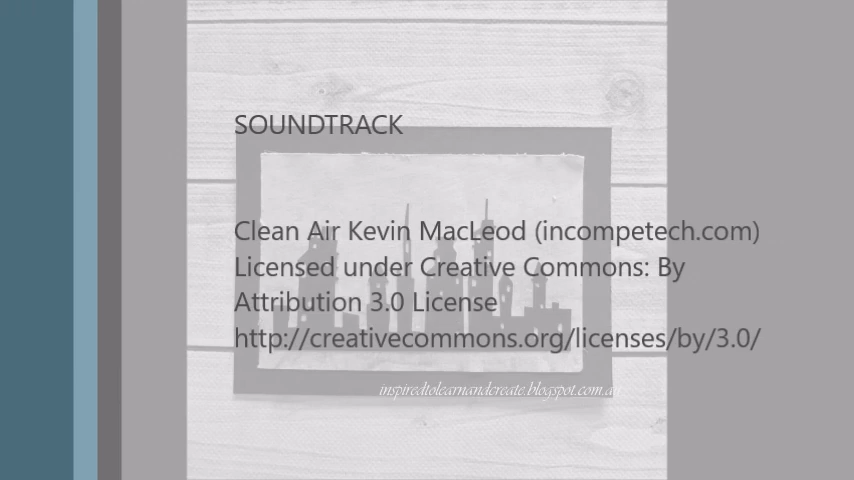 SOUNDTRACK
Clean Air Kevin MacLeod (incompetech.com)
Licensed under Creative Commons: By
Attribution 3.0 License
http://creativecommons.org/licenses/by/3.0/
inspiredtolearnandcreate.blogspot.com.au